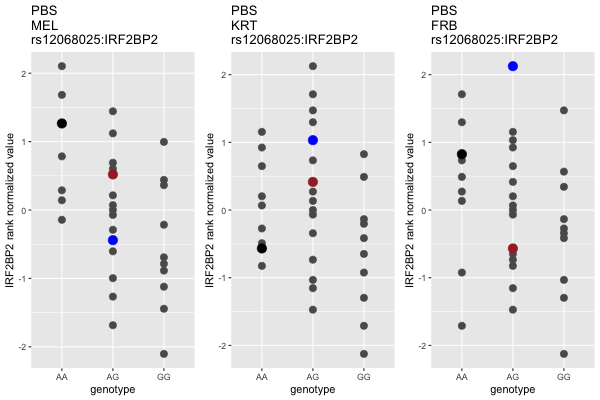 PBS
MEL
rs12068025:IRF2BP2
IRF2BP2 rank normalized value
2
1
0
-1
-2
AA AG GG
genotype
PBS
KRT
rs12068025:IRF2BP2
IRF2BP2 rank normalized value
2
1
0
-1
-2
AA AG GG
genotype
PBS
FRB
rs12068025:IRF2BP2
IRF2BP2 rank normalized value
2
1
0
-1
-2
AA AG GG
genotype